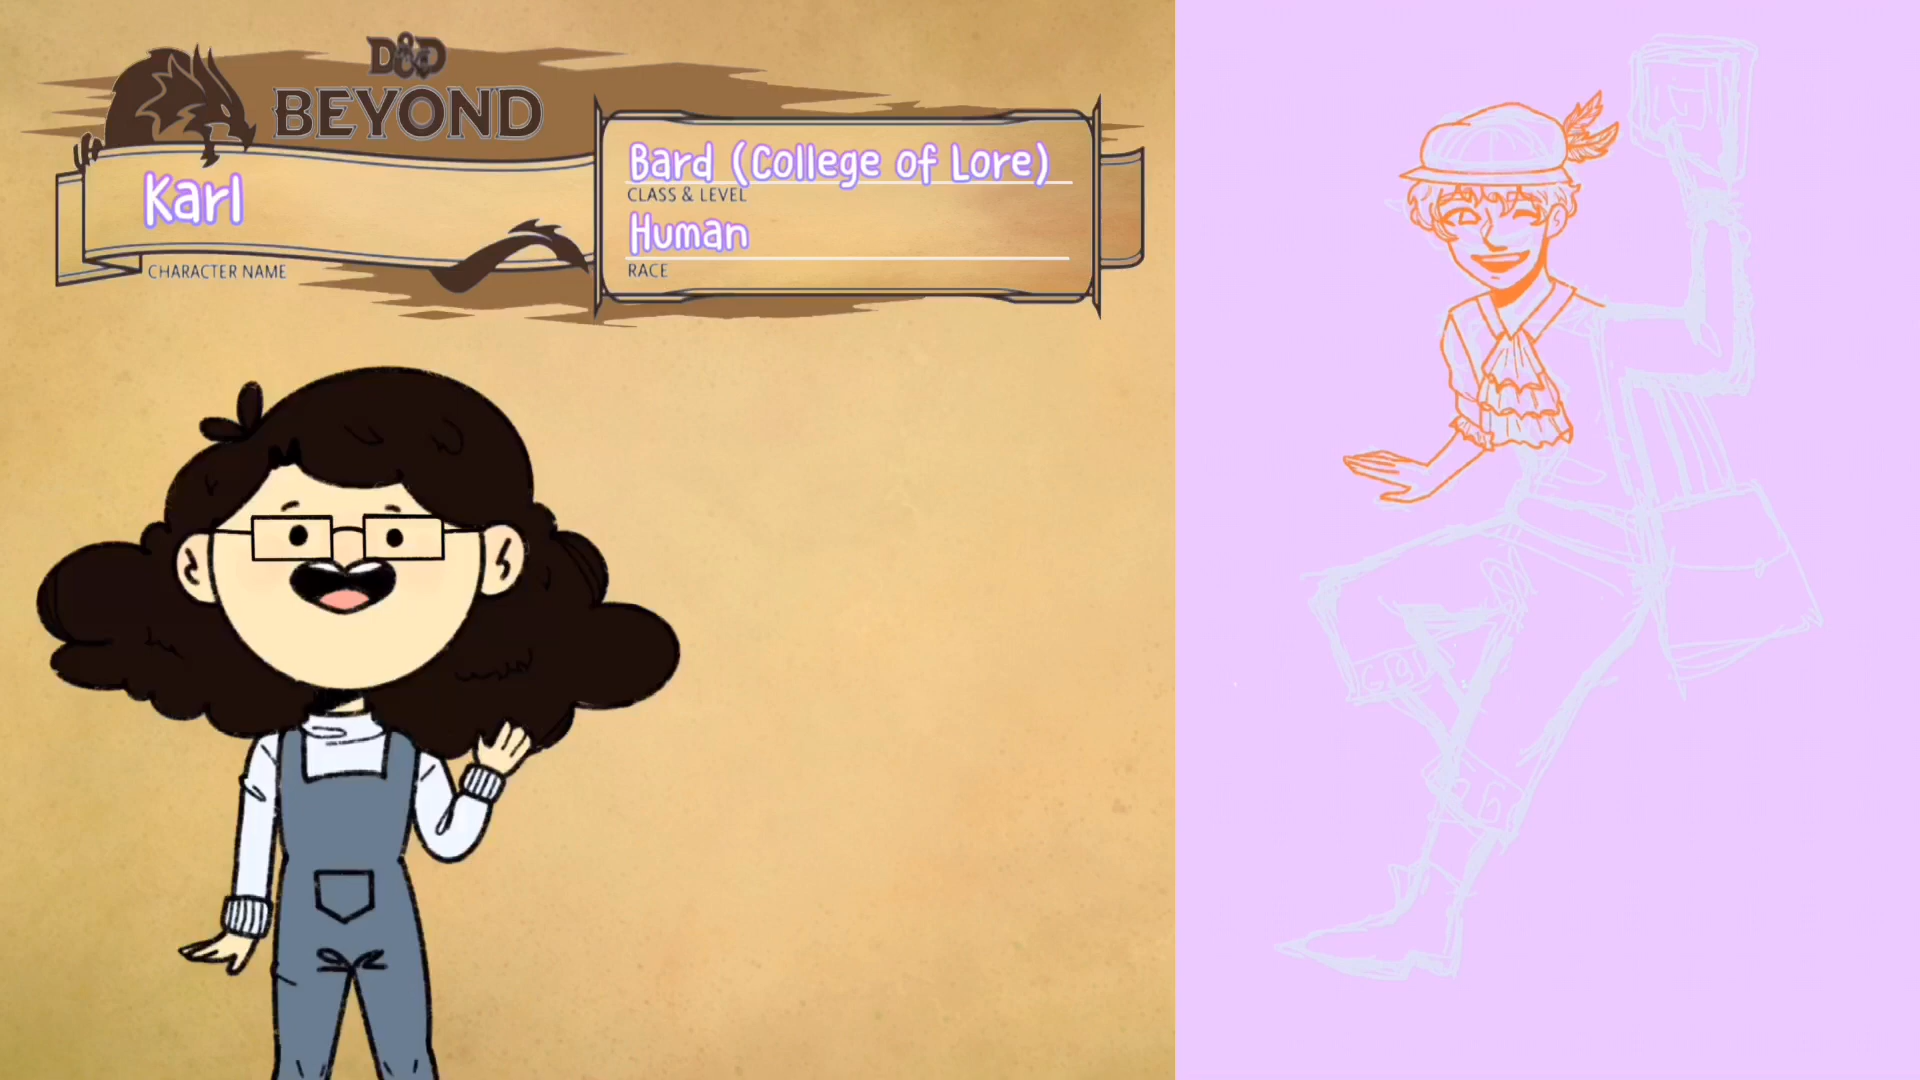 D&D
BEYOND
Karl
CHARACTER NAME
Bard (College of Lore)
CLASS & LEVEL
Human
RACE